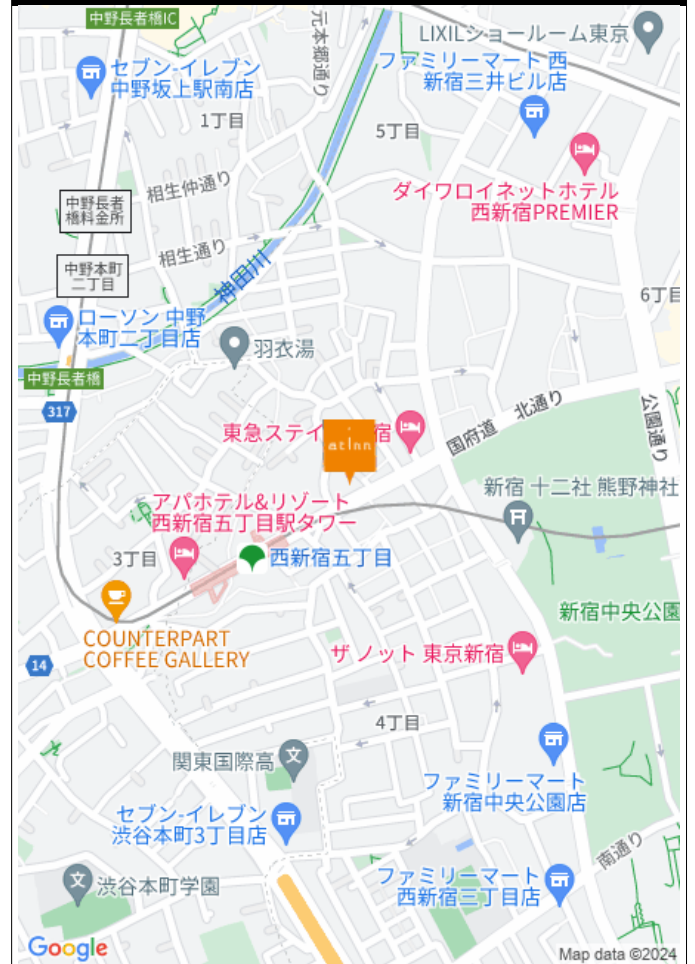 中野長者橋IC
元本郷通り
LIXILショールーム東京
セブン-イレブン
中野坂上駅南店
ファミリーマート 西
新宿三井ビル店
1丁目
5丁目
相生仲通り
ダイワロイネットホテル
西新宿PREMIER
中野長者
橋料金所
相生通り
中野本町
二丁目
神田川
6丁目
ローソン 中野
本町二丁目店
羽衣湯
中野長者橋
317
国府道
北通り
公園通り
東急ステイ
宿
atInn
新宿 十二社 熊野神社
アパホテル&リゾート
西新宿五丁目駅タワー
3丁目
西新宿五丁目
新宿中央公園
COUNTERPART
COFFEE GALLERY
ザ ノット 東京新宿
14
4丁目
関東国際高
文
ファミリーマート
新宿中央公園店
セブン-イレブン
渋谷本町3丁目店
南通り
文
渋谷本町学園
ファミリーマート
西新宿三丁目店
Google
Map data ©2024